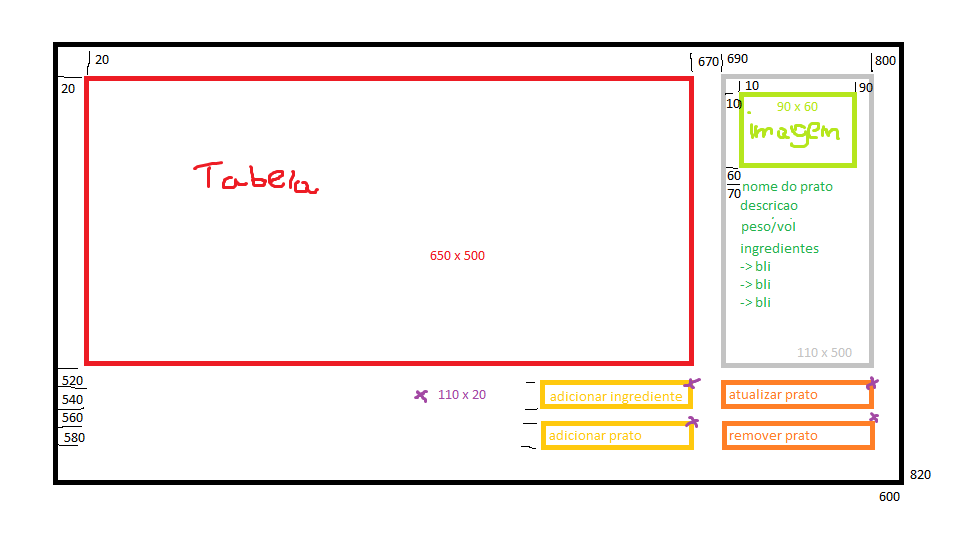 20
670
690
800
20
10
90
10
90 x 60
imagem
Tabela
60
70
nome do prato
descricao
peso/vol
650 x 500
ingredientes
-> bli
-> bli
-> bli
110 x 500
520
540
560
580
x 110 x 20
adicionar ingrediente
x
atualizar prato
x
adicionar prato
x
remover prato
x
820
600